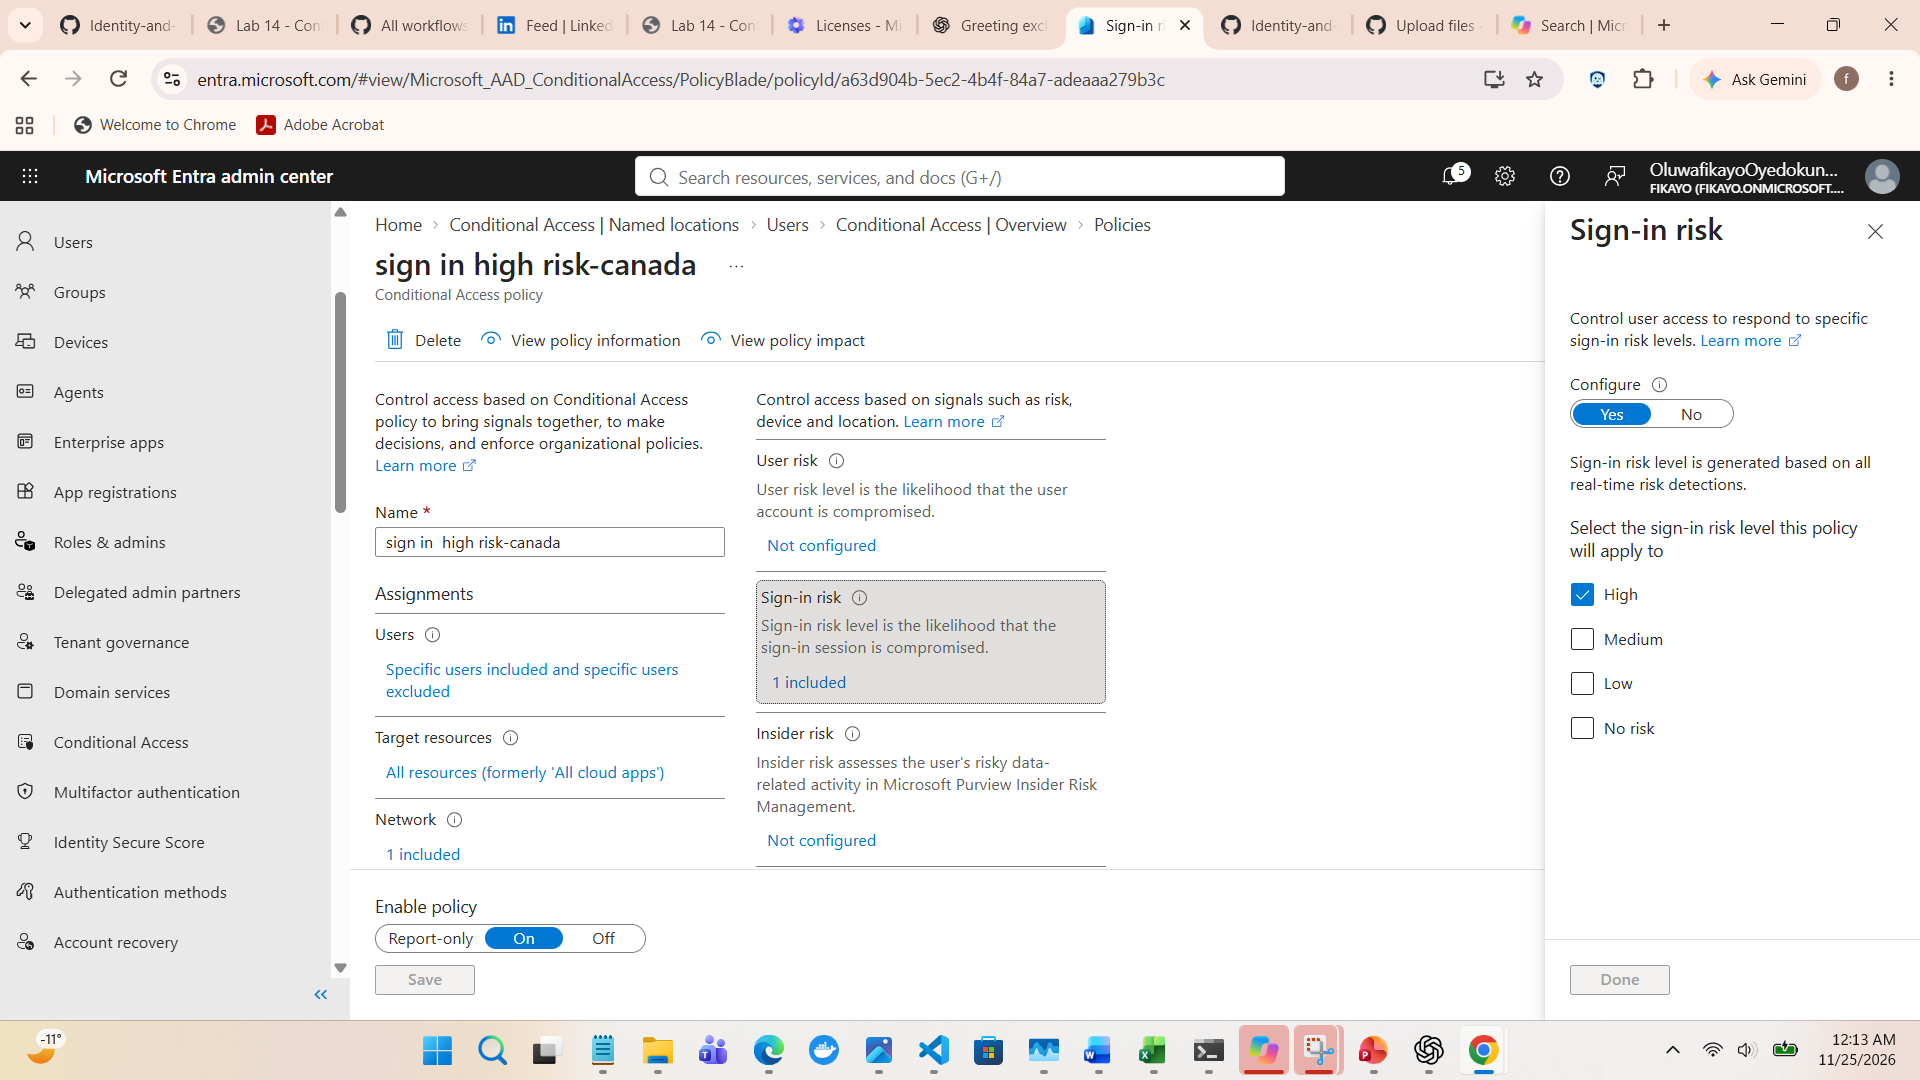 Identity-and-
Lab 14 - Con
All workflows
Feed | Linked
Lab 14 - Con
Licenses - Mi
Greeting exc
Sign-in ri
Identity-and-
Upload files -
Search | Micr
entra.microsoft.com/#view/Microsoft_AAD_ConditionalAccess/PolicyBlade/policyId/a63d904b-5ec2-4b4f-84a7-adeaaa279b3c
Ask Gemini
f
Welcome to Chrome
Adobe Acrobat
Microsoft Entra admin center
Search resources, services, and docs (G+/)
5
OluwafikayoOyedokun...
FIKAYO (FIKAYO.ONMICROSOFT....
Users
Groups
Devices
Agents
Enterprise apps
App registrations
Roles & admins
Delegated admin partners
Tenant governance
Domain services
Conditional Access
Multifactor authentication
Identity Secure Score
Authentication methods
Account recovery
Home > Conditional Access | Named locations > Users > Conditional Access | Overview > Policies
sign in high risk-canada ...
Conditional Access policy
Delete
View policy information
View policy impact
Control access based on Conditional Access
policy to bring signals together, to make
decisions, and enforce organizational policies.
Learn more
Name *
sign in  high risk-canada
Assignments
Users
Specific users included and specific users
excluded
Target resources
All resources (formerly 'All cloud apps')
Network
1 included
Control access based on signals such as risk,
device and location. Learn more
User risk
User risk level is the likelihood that the user
account is compromised.
Not configured
Sign-in risk
Sign-in risk level is the likelihood that the
sign-in session is compromised.
1 included
Insider risk
Insider risk assesses the user's risky data-
related activity in Microsoft Purview Insider Risk
Management.
Not configured
Enable policy
Report-only
On
Off
Save
Sign-in risk
Control user access to respond to specific
sign-in risk levels. Learn more
Configure
Yes
No
Sign-in risk level is generated based on all
real-time risk detections.
Select the sign-in risk level this policy
will apply to
High
Medium
Low
No risk
Done
-11°
12:13 AM
11/25/2026